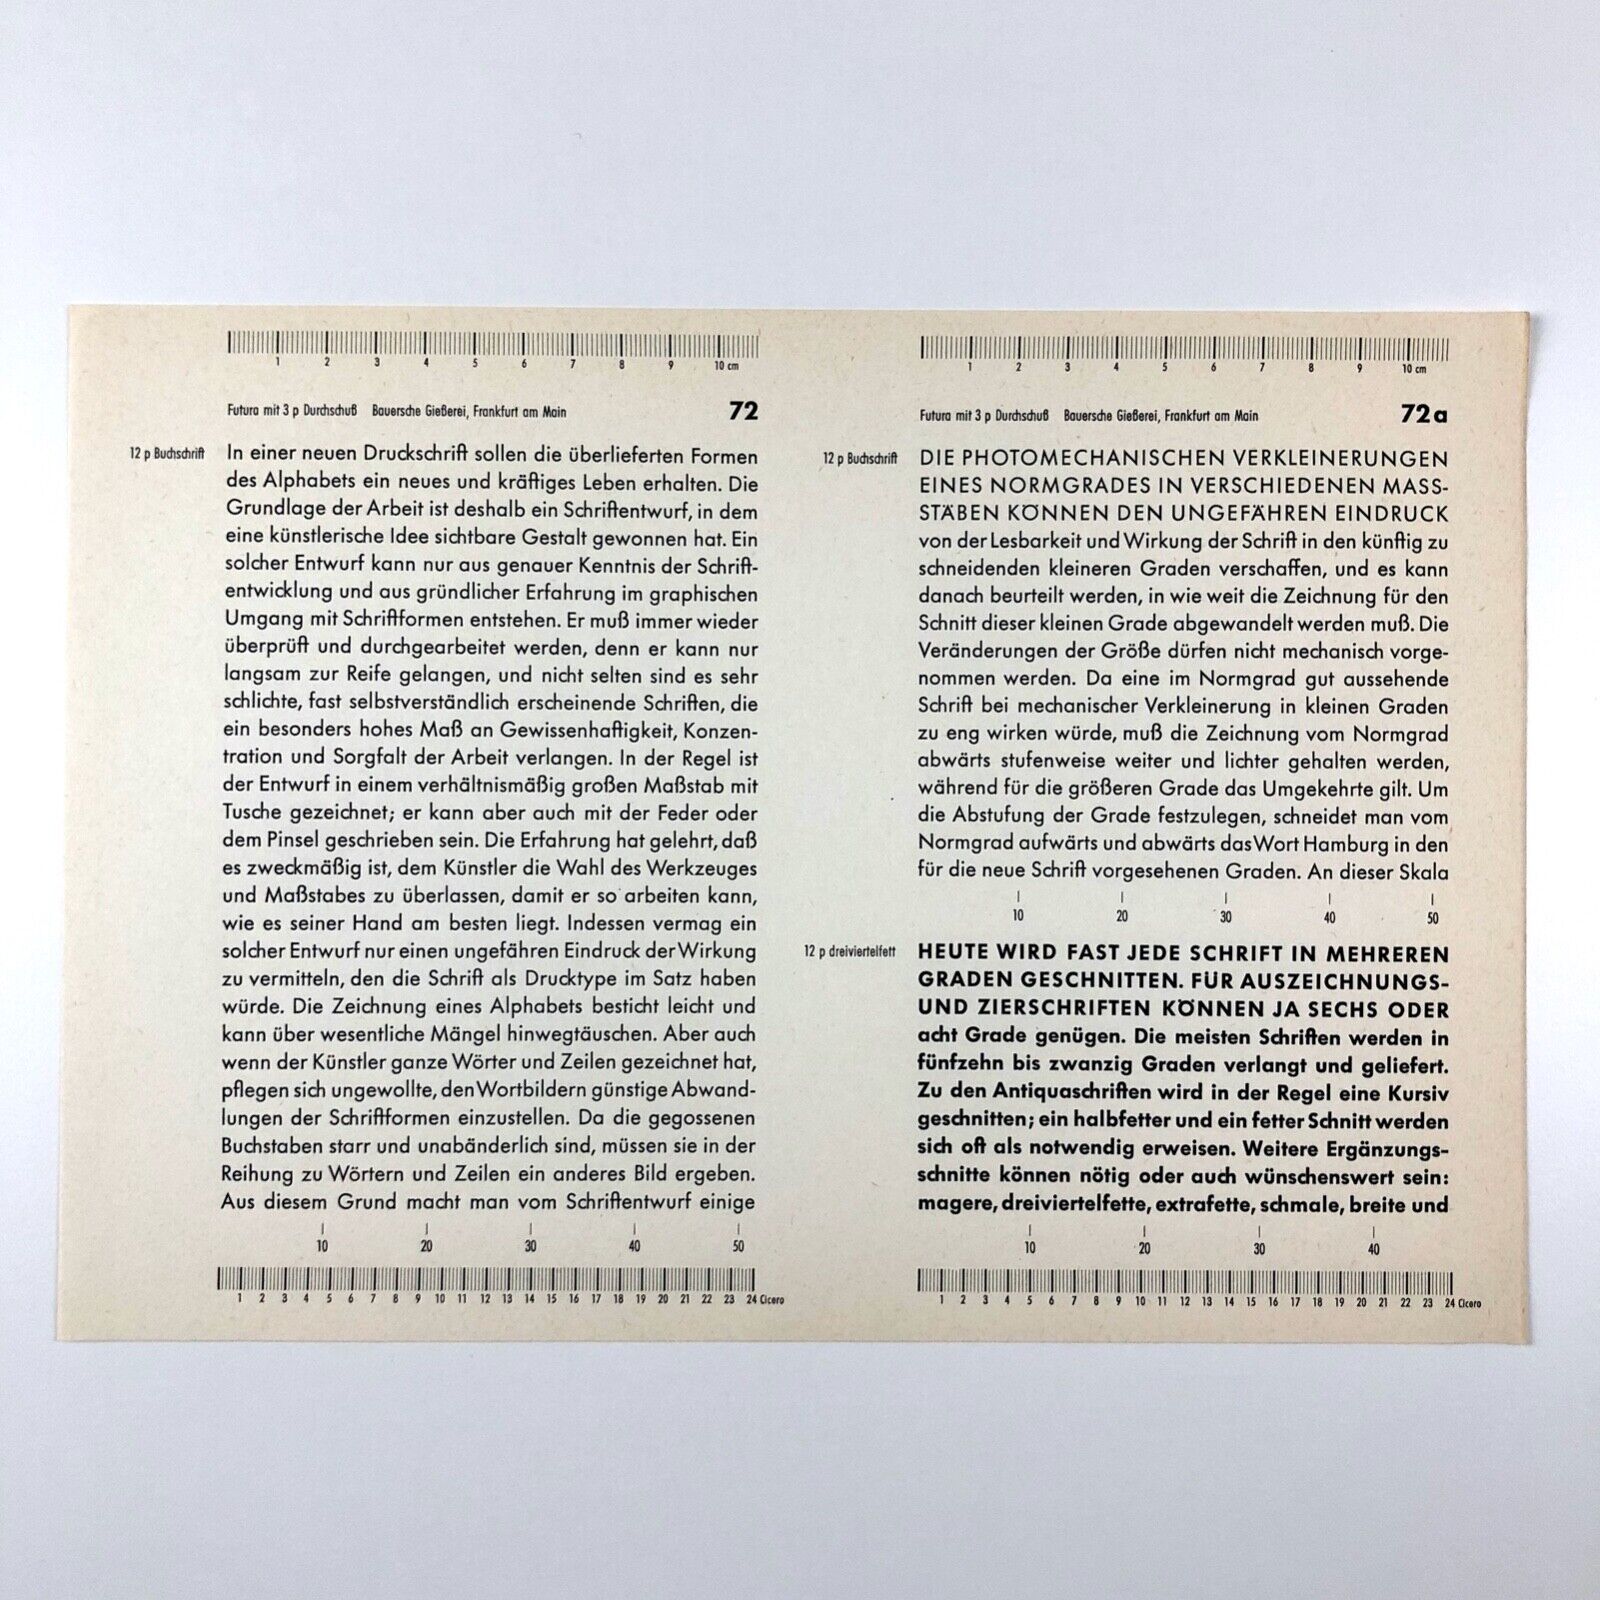 1 2 3 4 5 6 7 8 9 10 cm
Futura mit 3 p Durchschuß Bauersche Gießerei, Frankfurt am Main 72
12 p Buchschrift
In einer neuen Druckschrift sollen die überlieferten Formen
des Alphabets ein neues und kräftiges Leben erhalten. Die
Grundlage der Arbeit ist deshalb ein Schriftentwurf, in dem
eine künstlerische Idee sichtbare Gestalt gewonnen hat. Ein
solcher Entwurf kann nur aus genauer Kenntnis der Schrift-
entwicklung und aus gründlicher Erfahrung im graphischen
Umgang mit Schriftformen entstehen. Er muß immer wieder
überprüft und durchgearbeitet werden, denn er kann nur
langsam zur Reife gelangen, und nicht selten sind es sehr
schlichte, fast selbstverständlich erscheinende Schriften, die
ein besonders hohes Maß an Gewissenhaftigkeit, Konzen-
tration und Sorgfalt der Arbeit verlangen. In der Regel ist
der Entwurf in einem verhältnismäßig großen Maßstab mit
Tusche gezeichnet; er kann aber auch mit der Feder oder
dem Pinsel geschrieben sein. Die Erfahrung hat gelehrt, daß
es zweckmäßig ist, dem Künstler die Wahl des Werkzeuges
und Maßstabes zu überlassen, damit er so arbeiten kann,
wie es seiner Hand am besten liegt. Indessen vermag ein
solcher Entwurf nur einen ungefähren Eindruck der Wirkung
zu vermitteln, den die Schrift als Drucktype im Satz haben
würde. Die Zeichnung eines Alphabets besticht leicht und
kann über wesentliche Mängel hinwegtäuschen. Aber auch
wenn der Künstler ganze Wörter und Zeilen gezeichnet hat,
pflegen sich ungewollte, den Wortbildern günstige Abwand-
lungen der Schriftformen einzustellen. Da die gegossenen
Buchstaben starr und unabänderlich sind, müssen sie in der
Reihung zu Wörtern und Zeilen ein anderes Bild ergeben.
Aus diesem Grund macht man vom Schriftentwurf einige
10 20 30 40 50
1 2 3 4 5 6 7 8 9 10 11 12 13 14 15 16 17 18 19 20 21 22 23 24 Cicero
1 2 3 4 5 6 7 8 9 10 cm
Futura mit 3 p Durchschuß Bauersche Gießerei, Frankfurt am Main 72a
12 p Buchschrift
DIE PHOTOMECHANISCHEN VERKLEINERUNGEN
EINES NORMGRADES IN VERSCHIEDENEN MASS-
STÄBEN KÖNNEN DEN UNGEFÄHREN EINDRUCK
von der Lesbarkeit und Wirkung der Schrift in den künftig zu
schneidenden kleineren Graden verschaffen, und es kann
danach beurteilt werden, in wie weit die Zeichnung für den
Schnitt dieser kleinen Grade abgewandelt werden muß. Die
Veränderungen der Größe dürfen nicht mechanisch vorge-
nommen werden. Da eine im Normgrad gut aussehende
Schrift bei mechanischer Verkleinerung in kleinen Graden
zu eng wirken würde, muß die Zeichnung vom Normgrad
abwärts stufenweise weiter und lichter gehalten werden,
während für die größeren Grade das Umgekehrte gilt. Um
die Abstufung der Grade festzulegen, schneidet man vom
Normgrad aufwärts und abwärts das Wort Hamburg in den
für die neue Schrift vorgesehenen Graden. An dieser Skala
10 20 30 40 50
12 p dreiviertelfett
HEUTE WIRD FAST JEDE SCHRIFT IN MEHREREN
GRADEN GESCHNITTEN. FÜR AUSZEICHNUNGS-
UND ZIERSCHRIFTEN KÖNNEN JA SECHS ODER
acht Grade genügen. Die meisten Schriften werden in
fünfzehn bis zwanzig Graden verlangt und geliefert.
Zu den Antiquaschriften wird in der Regel eine Kursiv
geschnitten; ein halbfetter und ein fetter Schnitt werden
sich oft als notwendig erweisen. Weitere Ergänzungs-
schnitte können nötig oder auch wünschenswert sein:
magere, dreiviertelfette, extrafette, schmale, breite und
10 20 30 40
1 2 3 4 5 6 7 8 9 10 11 12 13 14 15 16 17 18 19 20 21 22 23 24 Cicero